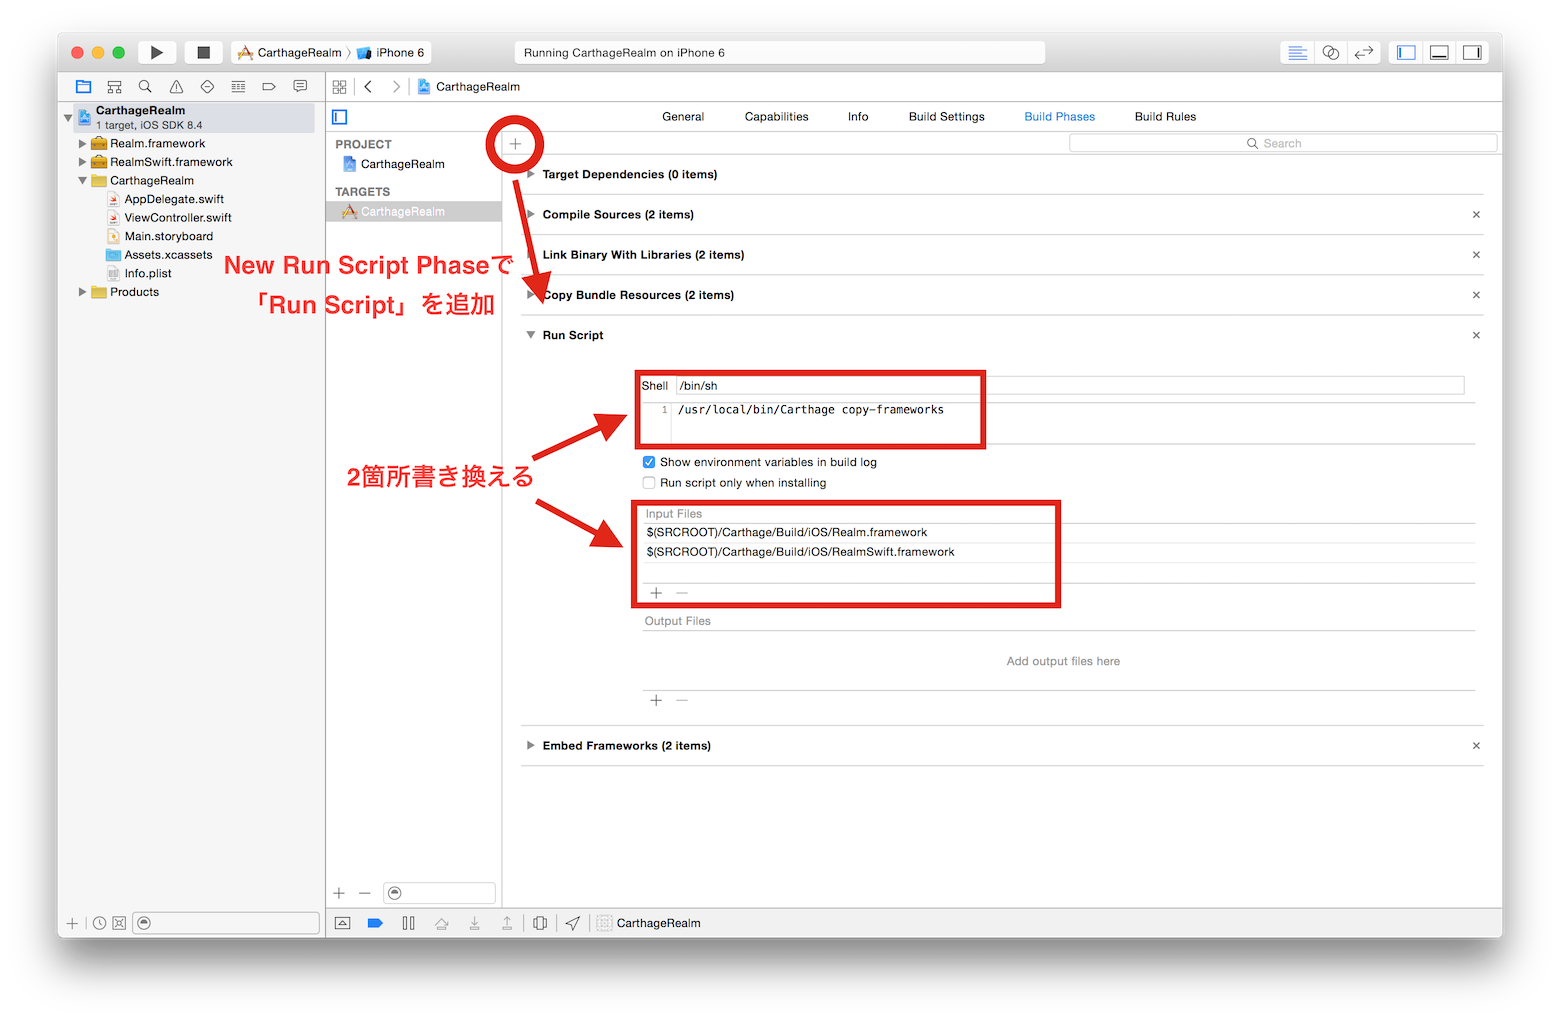 CarthageRealm 〉 iPhone 6
Running CarthageRealm on iPhone 6
CarthageRealm
CarthageRealm
1 target, iOS SDK 8.4
Realm.framework
RealmSwift.framework
CarthageRealm
AppDelegate.swift
ViewController.swift
Main.storyboard
Assets.xcassets
Info.plist
Products
General Capabilities Info Build Settings Build Phases Build Rules
PROJECT
CarthageRealm
TARGETS
CarthageRealm
Search
Target Dependencies (0 items)
Compile Sources (2 items)
Link Binary With Libraries (2 items)
Copy Bundle Resources (2 items)
New Run Script Phaseで
「Run Script」を追加
Run Script
Shell /bin/sh
1 /usr/local/bin/Carthage copy-frameworks
2箇所書き換える
Show environment variables in build log
Run script only when installing
Input Files
$(SRCROOT)/Carthage/Build/iOS/Realm.framework
$(SRCROOT)/Carthage/Build/iOS/RealmSwift.framework
Output Files
Add output files here
Embed Frameworks (2 items)
CarthageRealm